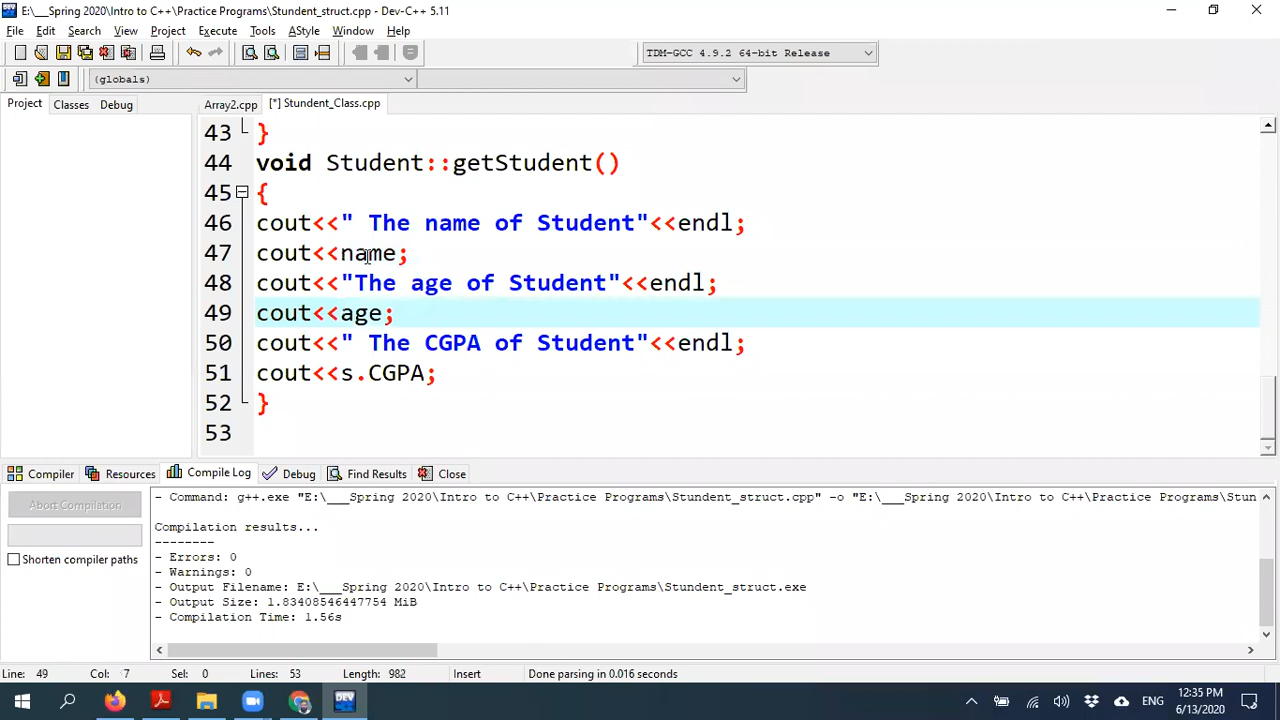 E:\___Spring 2020\Intro to C++\Practice Programs\Stundent_struct.cpp - Dev-C++ 5.11
File Edit Search View Project Execute Tools AStyle Window Help
TDM-GCC 4.9.2 64-bit Release
(globals)
Project Classes Debug Array2.cpp [*] Stundent_Class.cpp
43 }
44 void Student::getStudent()
45 {
46 cout<<" The name of Student"<<endl;
47 cout<<name;
48 cout<<"The age of Student"<<endl;
49 cout<<age;
50 cout<<" The CGPA of Student"<<endl;
51 cout<<s.CGPA;
52 }
53
Compiler Resources Compile Log Debug Find Results Close
Abort Compilation
Shorten compiler paths
- Command: g++.exe "E:\___Spring 2020\Intro to C++\Practice Programs\Stundent_struct.cpp" -o "E:\___Spring 2020\Intro to C++\Practice Programs\Stun
Compilation results...
--------
- Errors: 0
- Warnings: 0
- Output Filename: E:\___Spring 2020\Intro to C++\Practice Programs\Stundent_struct.exe
- Output Size: 1.83408546447754 MiB
- Compilation Time: 1.56s
Line: 49 Col: 7 Sel: 0 Lines: 53 Length: 982 Insert Done parsing in 0.016 seconds
DEV
ENG
12:35 PM
6/13/2020